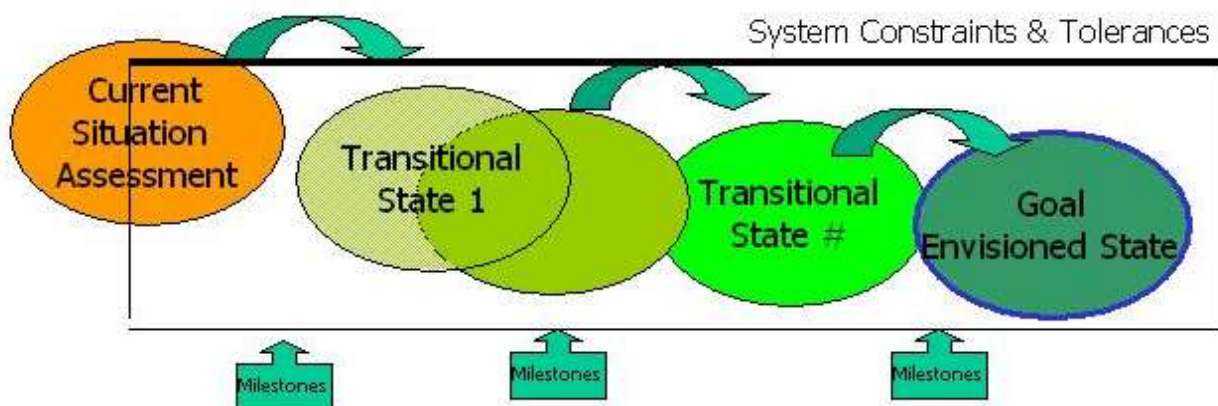 System Constraints & Tolerances
Current
Situation
Assessment
Transitional
State 1
Transitional
State #
Goal
Envisioned State
Milestones
Milestones
Milestones